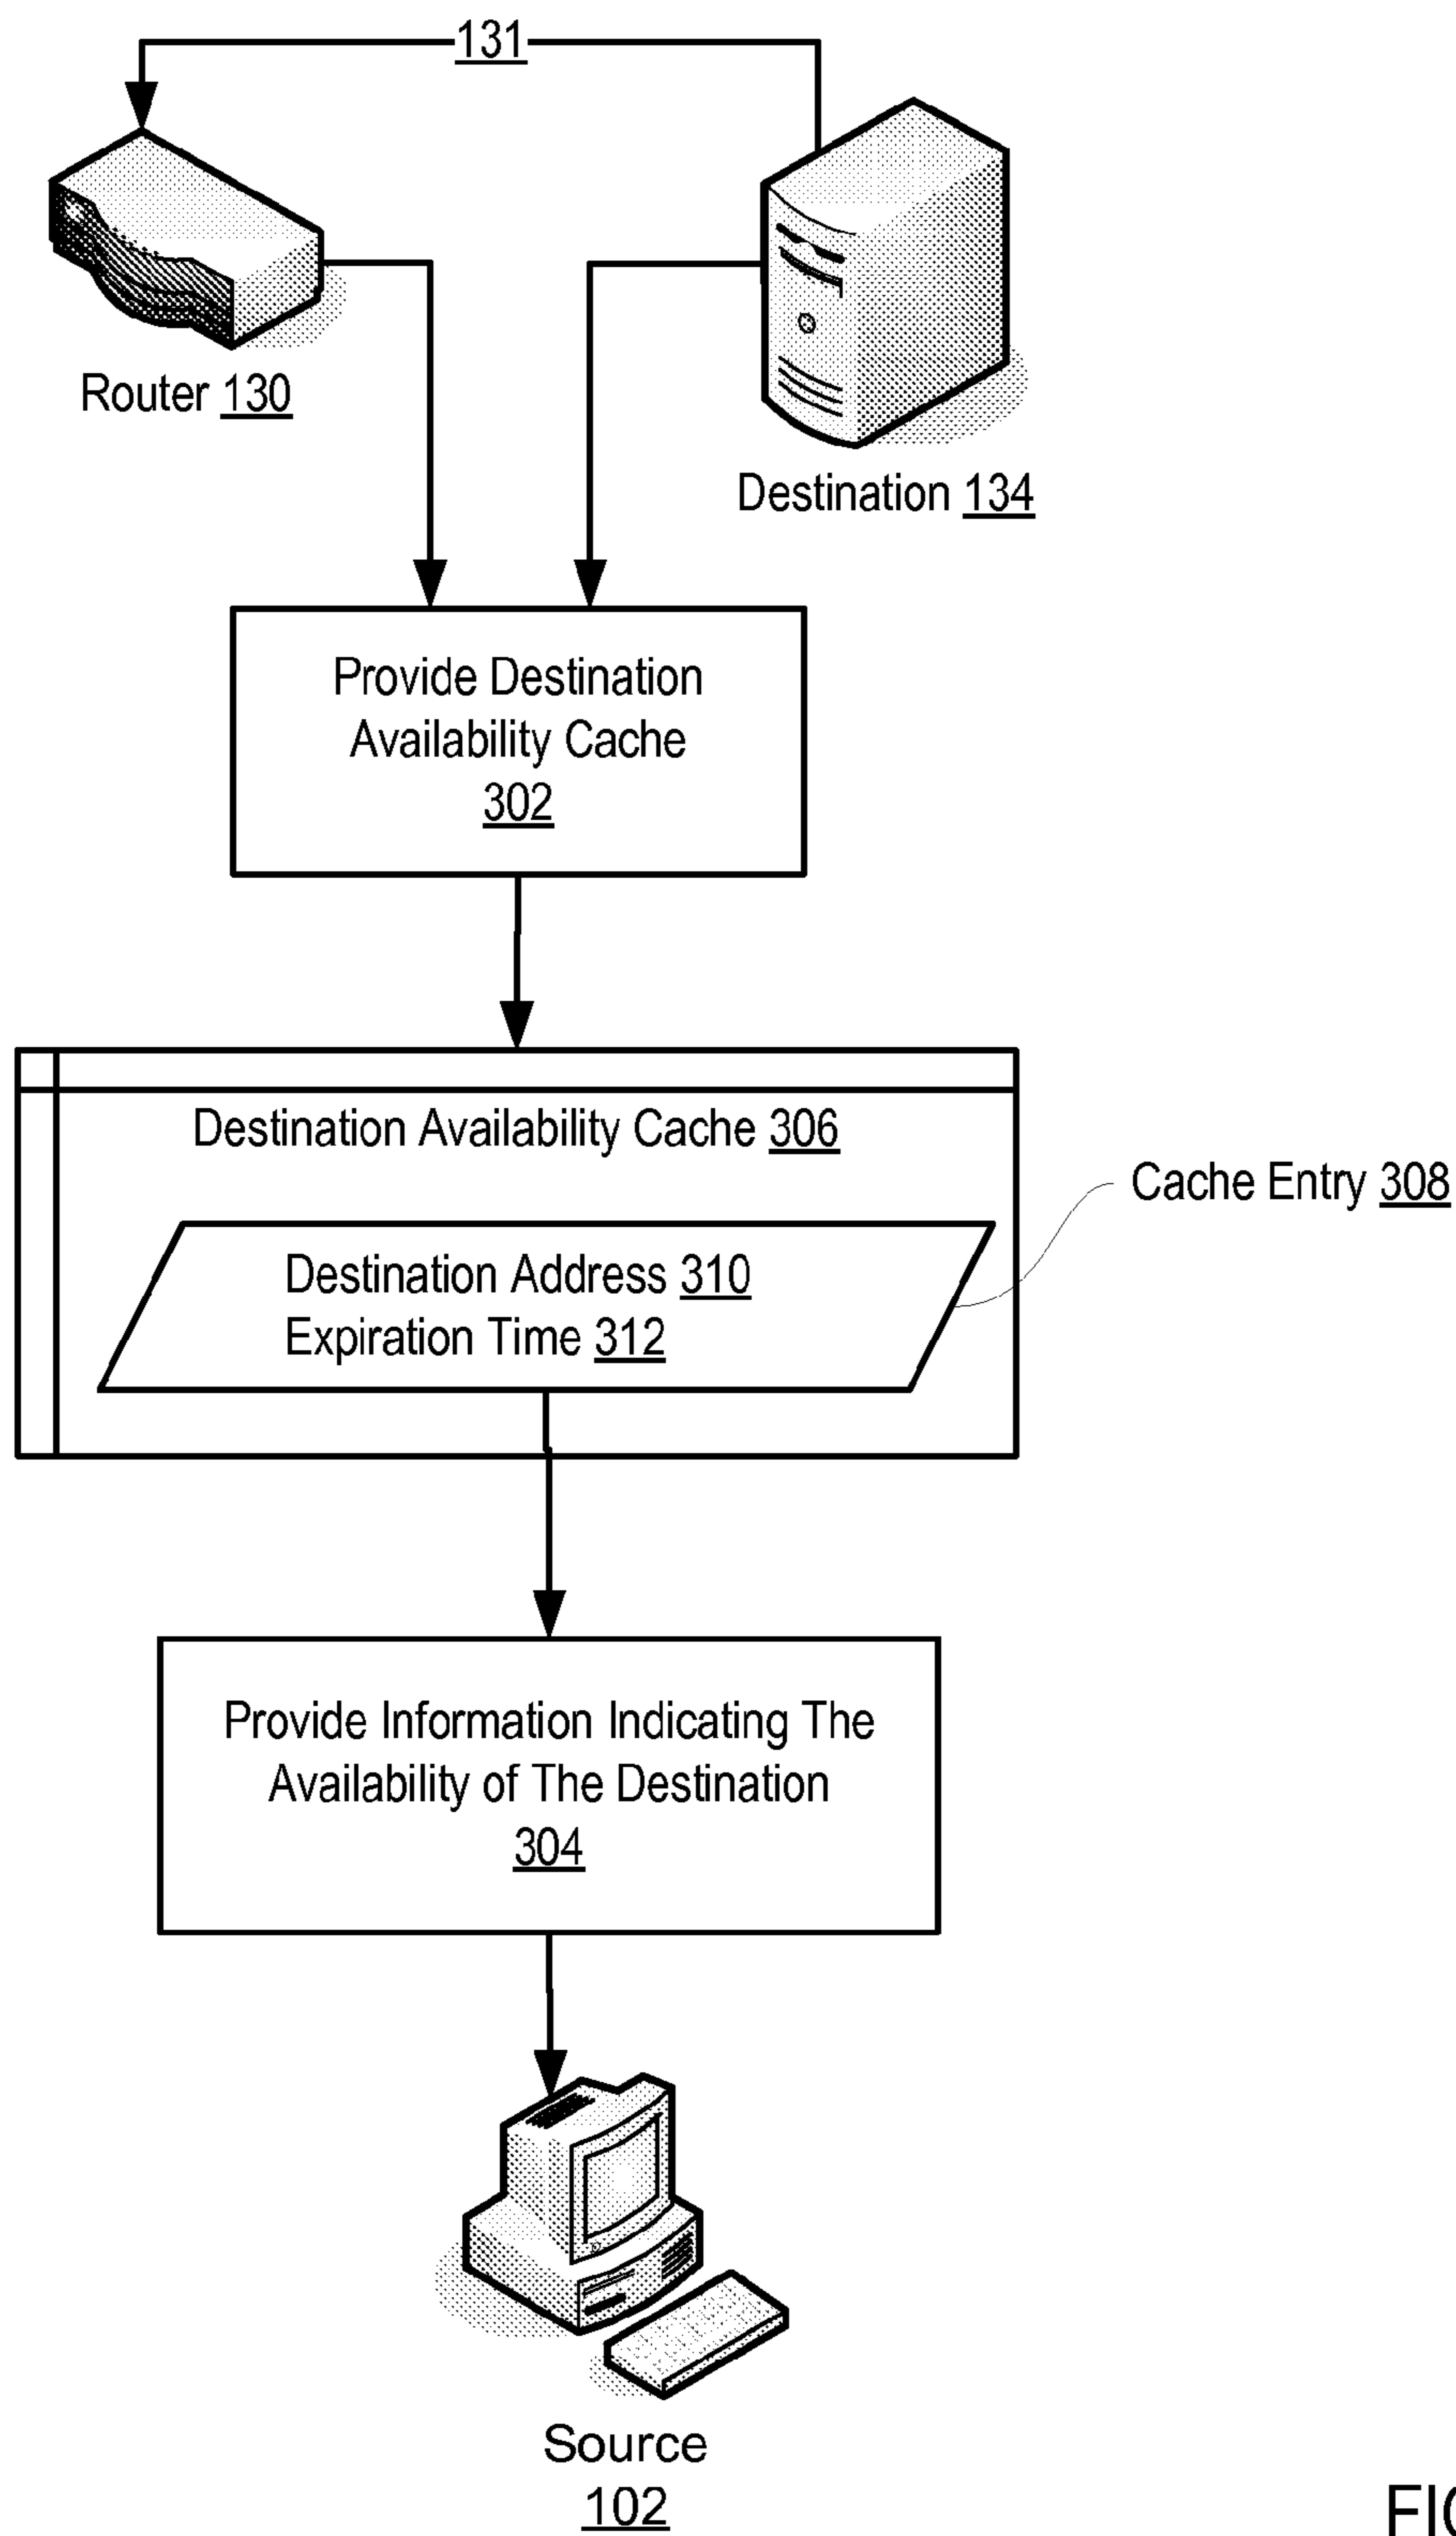 131
Router 130
Destination 134
Provide Destination
Availability Cache
302
Destination Availability Cache 306
Cache Entry 308
Destination Address 310
Expiration Time 312
Provide Information Indicating The
Availability of The Destination
304
Source
102